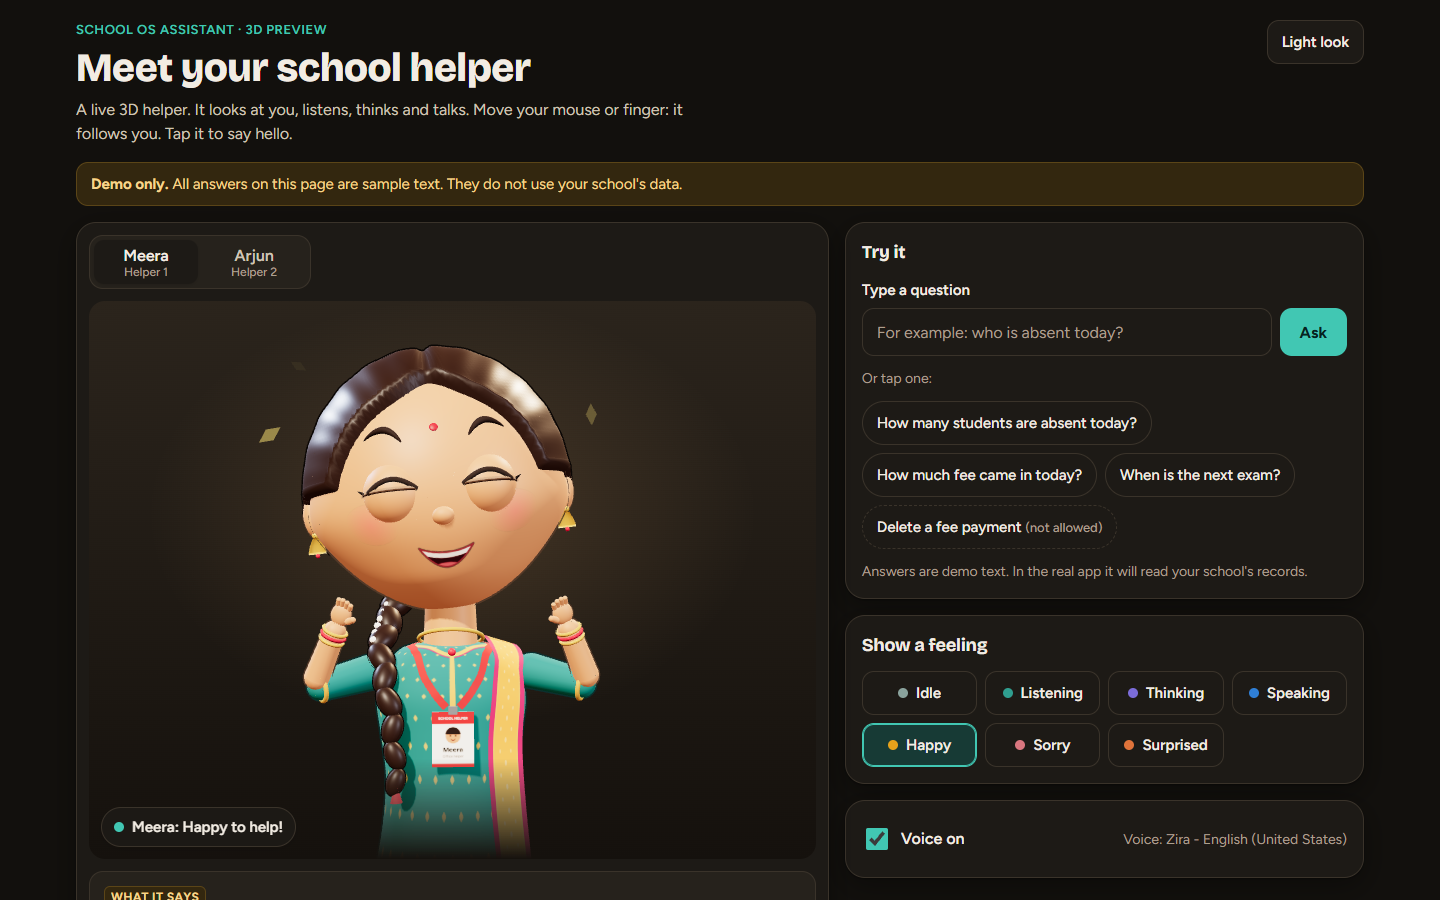 SCHOOL OS ASSISTANT · 3D PREVIEW
Meet your school helper
A live 3D helper. It looks at you, listens, thinks and talks. Move your mouse or finger: it
follows you. Tap it to say hello.
Light look
Demo only. All answers on this page are sample text. They do not use your school's data.
Meera
Helper 1
Arjun
Helper 2
SCHOOL HELPER
Meera
Meera: Happy to help!
WHAT IT SAYS
Try it
Type a question
For example: who is absent today?
Ask
Or tap one:
How many students are absent today?
How much fee came in today?
When is the next exam?
Delete a fee payment (not allowed)
Answers are demo text. In the real app it will read your school's records.
Show a feeling
Idle
Listening
Thinking
Speaking
Happy
Sorry
Surprised
Voice on
Voice: Zira - English (United States)